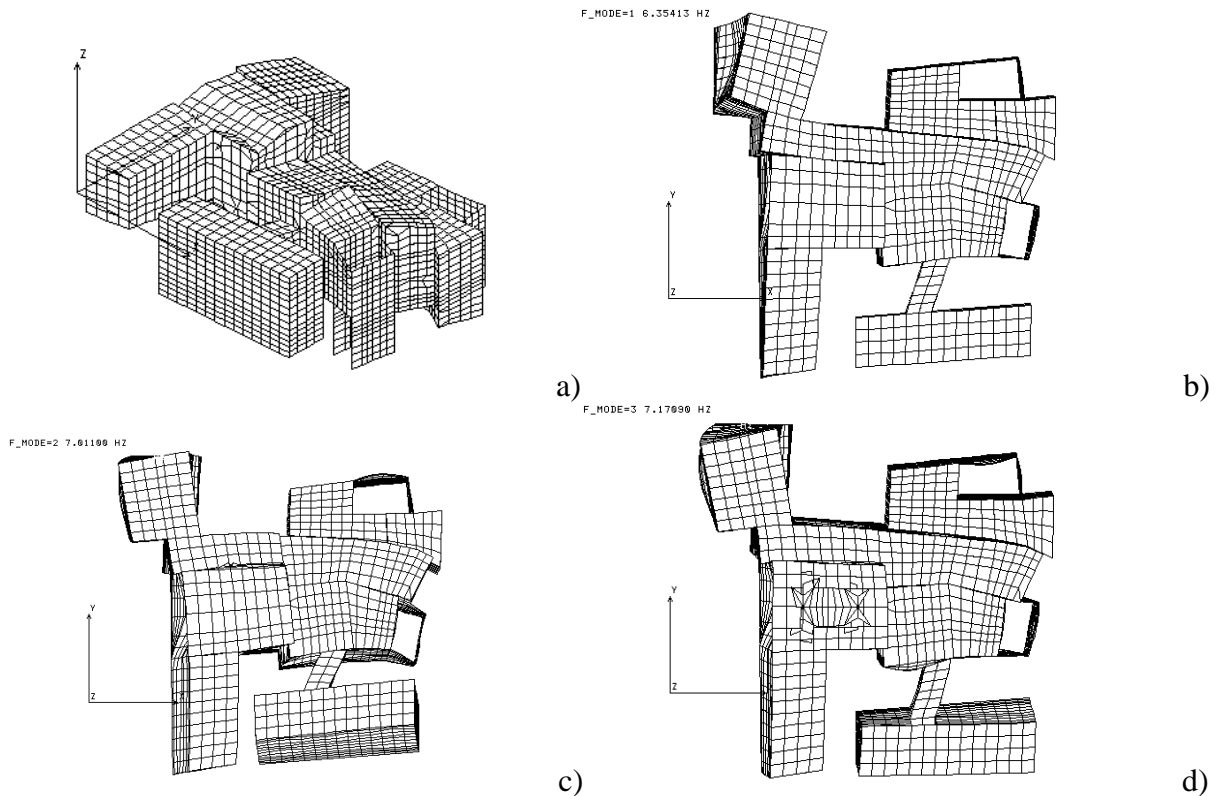 F_MODE=1 6.35413 HZ
Z
a)
Y
Z X
b)
F_MODE=2 7.01100 HZ
Y
Z
c)
F_MODE=3 7.17090 HZ
Y
Z
d)